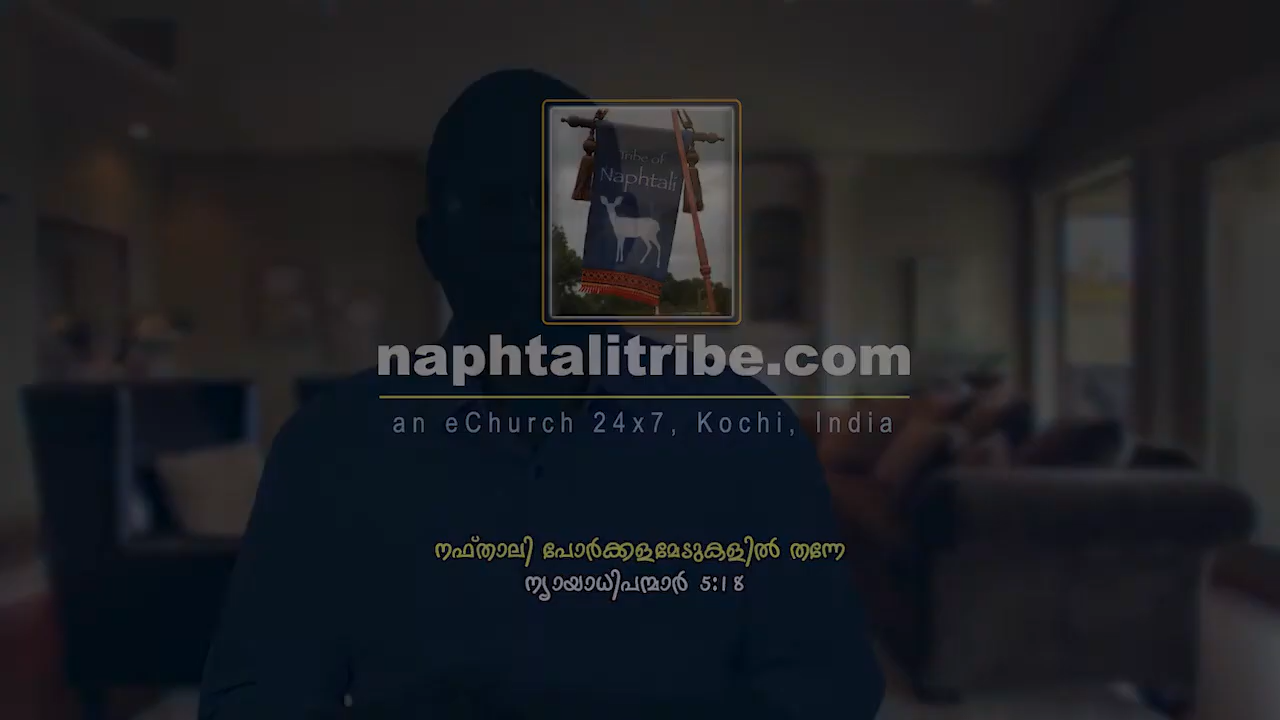 Tribe of
Naphtali
naphtalitribe.com
an eChurch 24x7, Kochi, India
നഫ്താലി പോർക്കളമേടുകളിൽ തന്നേ
ന്യായാധിപന്മാർ 5:18